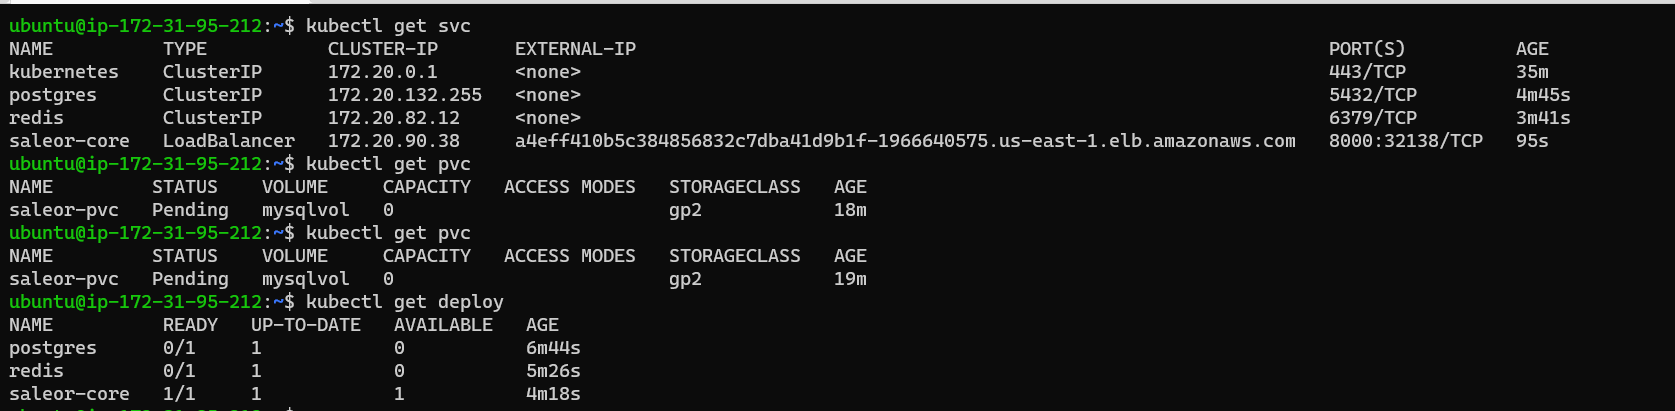 ubuntu@ip-172-31-95-212:~$ kubectl get svc
NAME TYPE CLUSTER-IP EXTERNAL-IP PORT(S) AGE
kubernetes ClusterIP 172.20.0.1 <none> 443/TCP 35m
postgres ClusterIP 172.20.132.255 <none> 5432/TCP 4m45s
redis ClusterIP 172.20.82.12 <none> 6379/TCP 3m41s
saleor-core LoadBalancer 172.20.90.38 a4eff410b5c384856832c7dba41d9b1f-1966640575.us-east-1.elb.amazonaws.com 8000:32138/TCP 95s
ubuntu@ip-172-31-95-212:~$ kubectl get pvc
NAME STATUS VOLUME CAPACITY ACCESS MODES STORAGECLASS AGE
saleor-pvc Pending mysqlvol 0 gp2 18m
ubuntu@ip-172-31-95-212:~$ kubectl get pvc
NAME STATUS VOLUME CAPACITY ACCESS MODES STORAGECLASS AGE
saleor-pvc Pending mysqlvol 0 gp2 19m
ubuntu@ip-172-31-95-212:~$ kubectl get deploy
NAME READY UP-TO-DATE AVAILABLE AGE
postgres 0/1 1 0 6m44s
redis 0/1 1 0 5m26s
saleor-core 1/1 1 1 4m18s